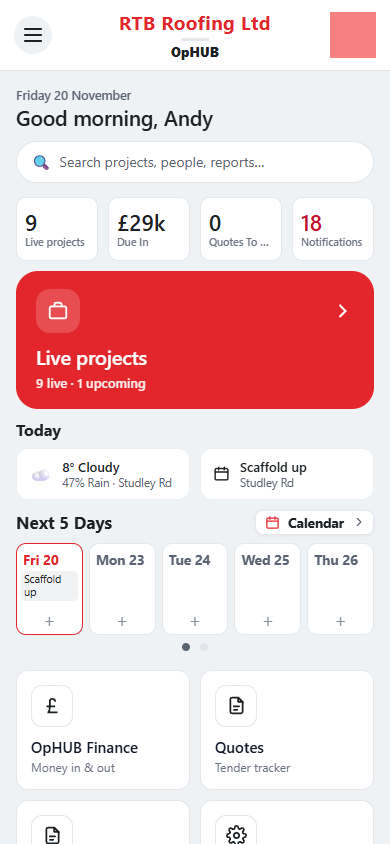 RTB Roofing Ltd
OpHUB
Friday 20 November
Good morning, Andy
Search projects, people, reports...
9
Live projects
£29k
Due In
0
Quotes To ...
18
Notifications
Live projects
9 live · 1 upcoming
Today
8° Cloudy
47% Rain · Studley Rd
Scaffold up
Studley Rd
Next 5 Days
Calendar
Fri 20
Scaffold
up
+
Mon 23
+
Tue 24
+
Wed 25
+
Thu 26
+
£
OpHUB Finance
Money in & out
Quotes
Tender tracker